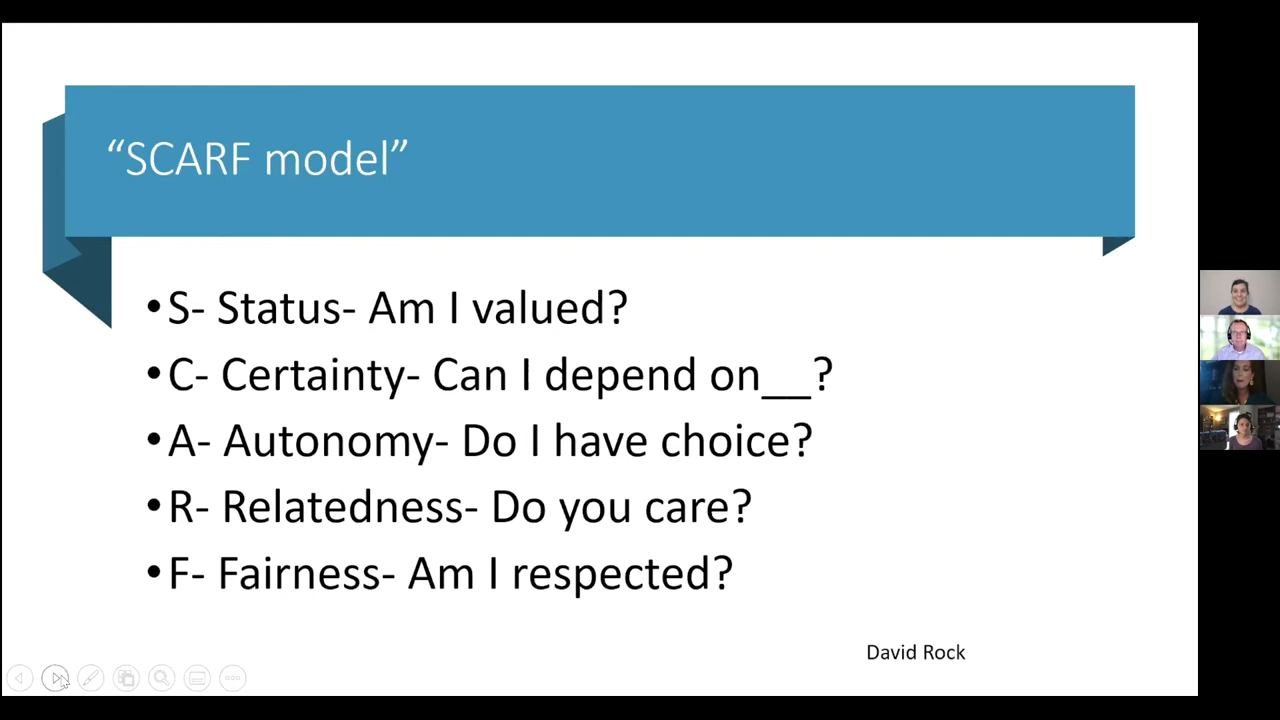 “SCARF model”
•S- Status- Am I valued?
•C- Certainty- Can I depend on__?
•A- Autonomy- Do I have choice?
•R- Relatedness- Do you care?
•F- Fairness- Am I respected?
David Rock